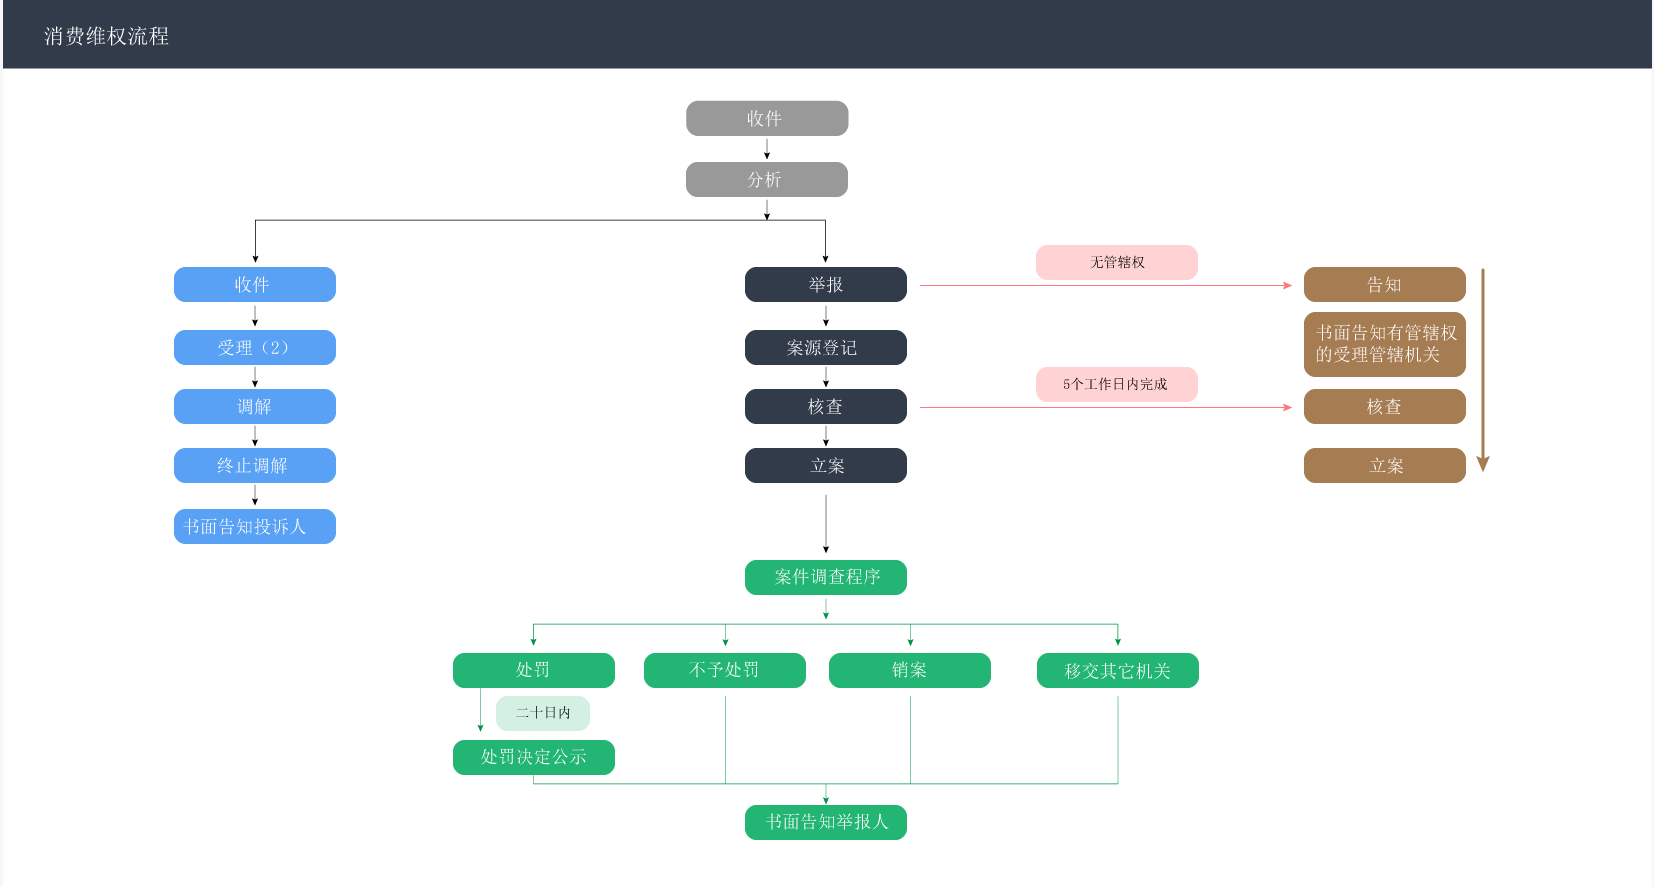 消费维权流程
收件
分析
收件
举报
无管辖权
告知
受理（2）
案源登记
书面告知有管辖权
的受理管辖机关
调解
核查
5个工作日内完成
核查
终止调解
立案
立案
书面告知投诉人
案件调查程序
处罚
不予处罚
销案
移交其它机关
二十日内
处罚决定公示
书面告知举报人